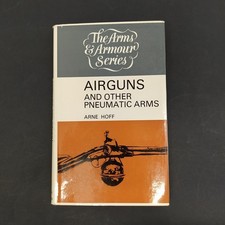 The Arms
& Armour
Series
AIRGUNS
AND OTHER
PNEUMATIC ARMS
ARNE HOFF